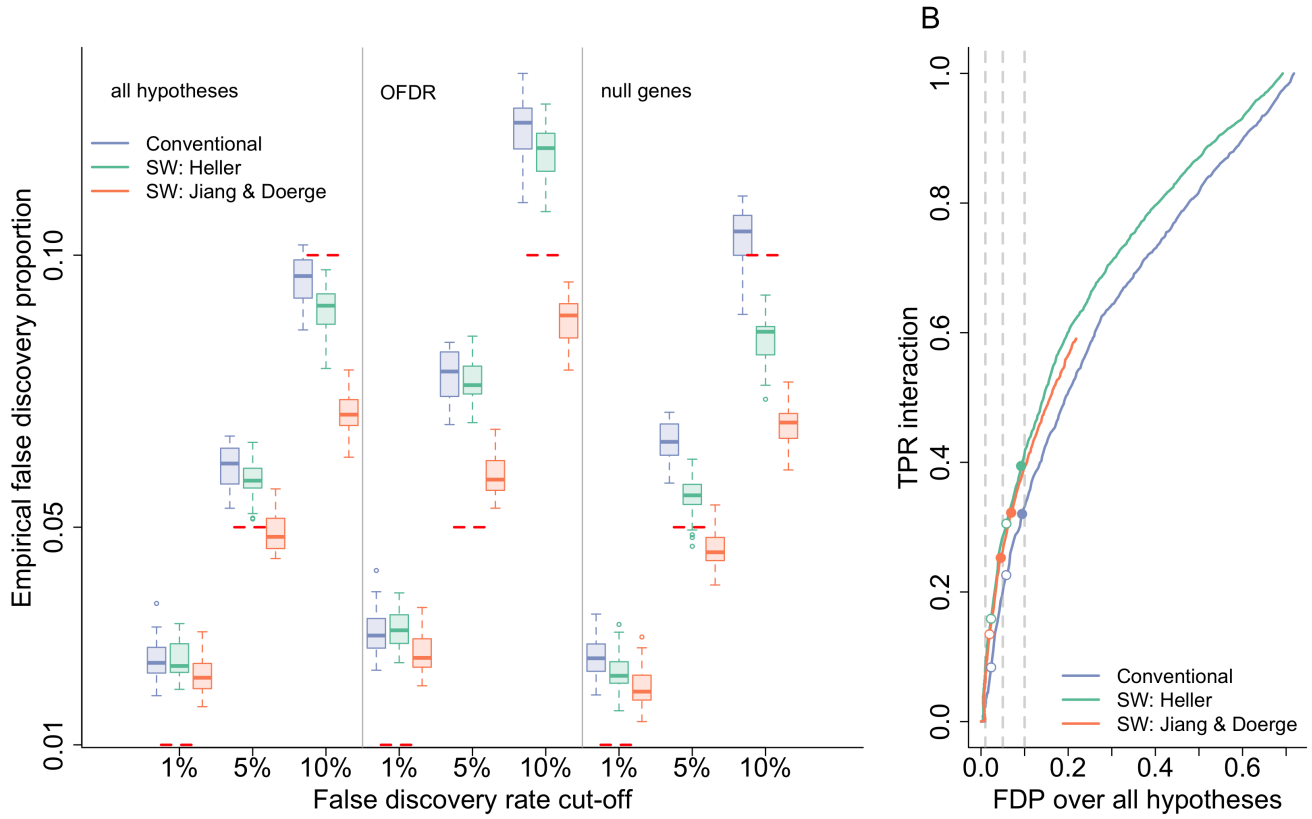 B
all hypotheses
OFDR
null genes
Conventional
SW: Heller
SW: Jiang & Doerge
Empirical false discovery proportion
0.10
0.05
0.01
1%
5%
10%
1%
5%
10%
1%
5%
10%
False discovery rate cut-off
TPR interaction
1.0
0.8
0.6
0.4
0.2
0.0
Conventional
SW: Heller
SW: Jiang & Doerge
0.0
0.2
0.4
0.6
FDP over all hypotheses